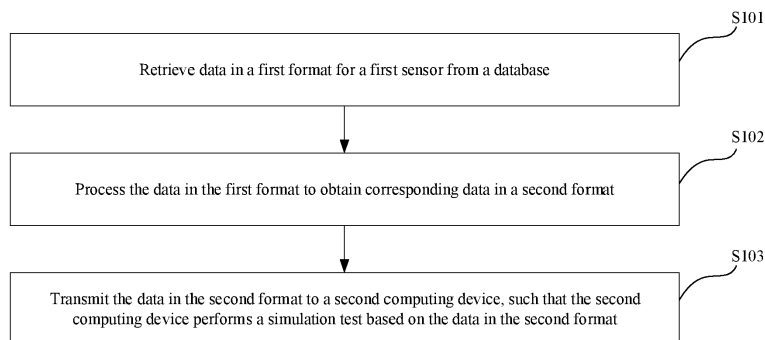 S101
Retrieve data in a first format for a first sensor from a database
S102
Process the data in the first format to obtain corresponding data in a second format
S103
Transmit the data in the second format to a second computing device, such that the second
computing device performs a simulation test based on the data in the second format